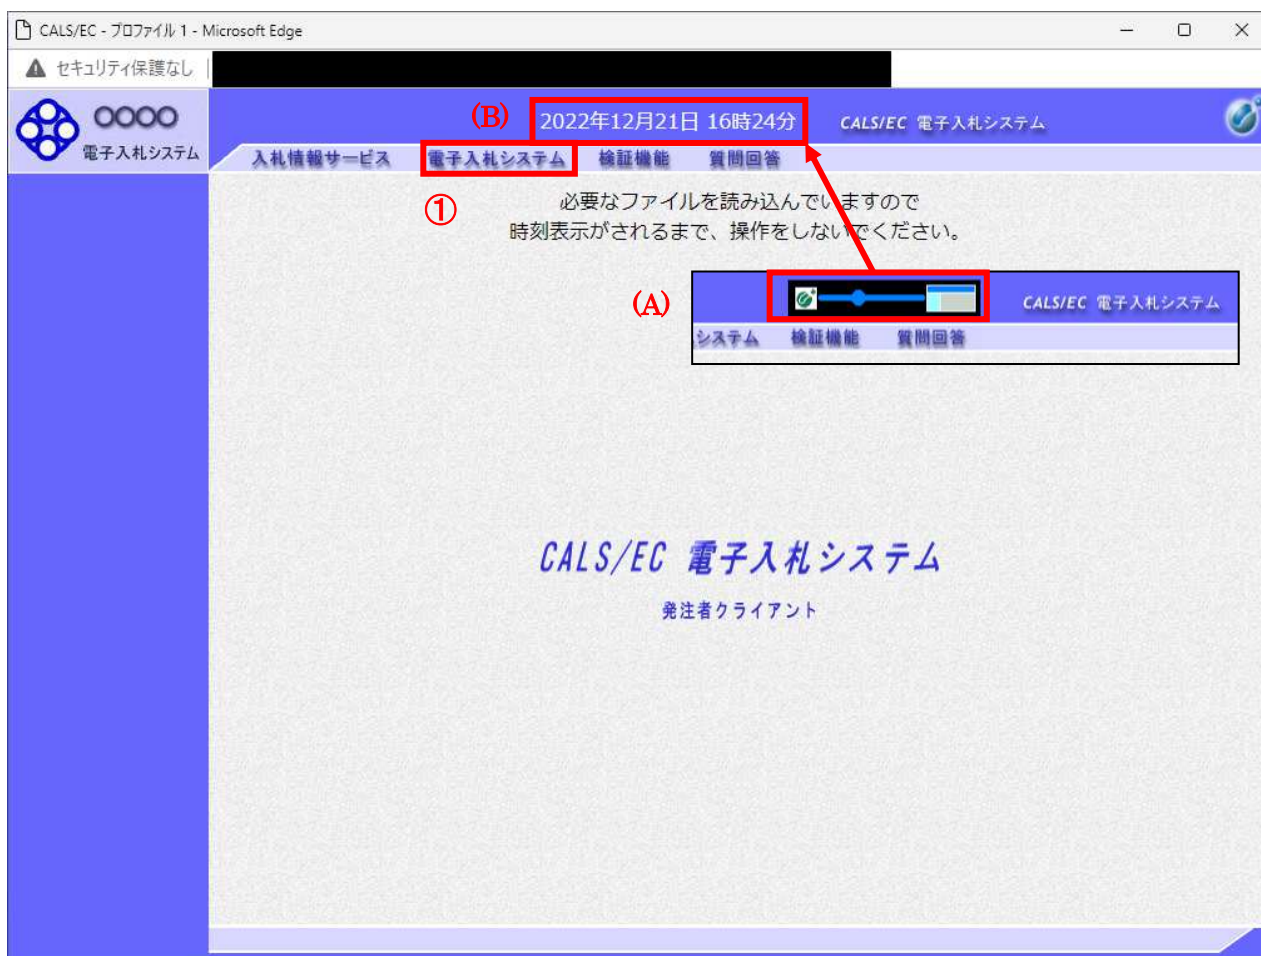 CALS/EC - プロファイル 1 - Microsoft Edge
セキュリティ保護なし
OOOO
電子入札システム
(B) 2022年12月21日 16時24分 CALS/EC 電子入札システム
入札情報サービス 電子入札システム 検証機能 質問回答
①
必要なファイルを読み込んでいますので
時刻表示がされるまで、操作をしないでください。
(A)
CALS/EC 電子入札システム
システム 検証機能 質問回答
CALS/EC 電子入札システム
発注者クライアント